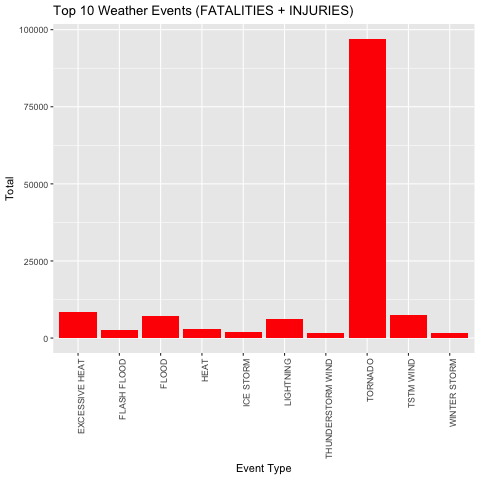 Top 10 Weather Events (FATALITIES + INJURIES)
Total
100000
75000
50000
25000
0
EXCESSIVE HEAT
FLASH FLOOD
FLOOD
HEAT
ICE STORM
LIGHTNING
THUNDERSTORM WIND
TORNADO
TSTM WIND
WINTER STORM
Event Type